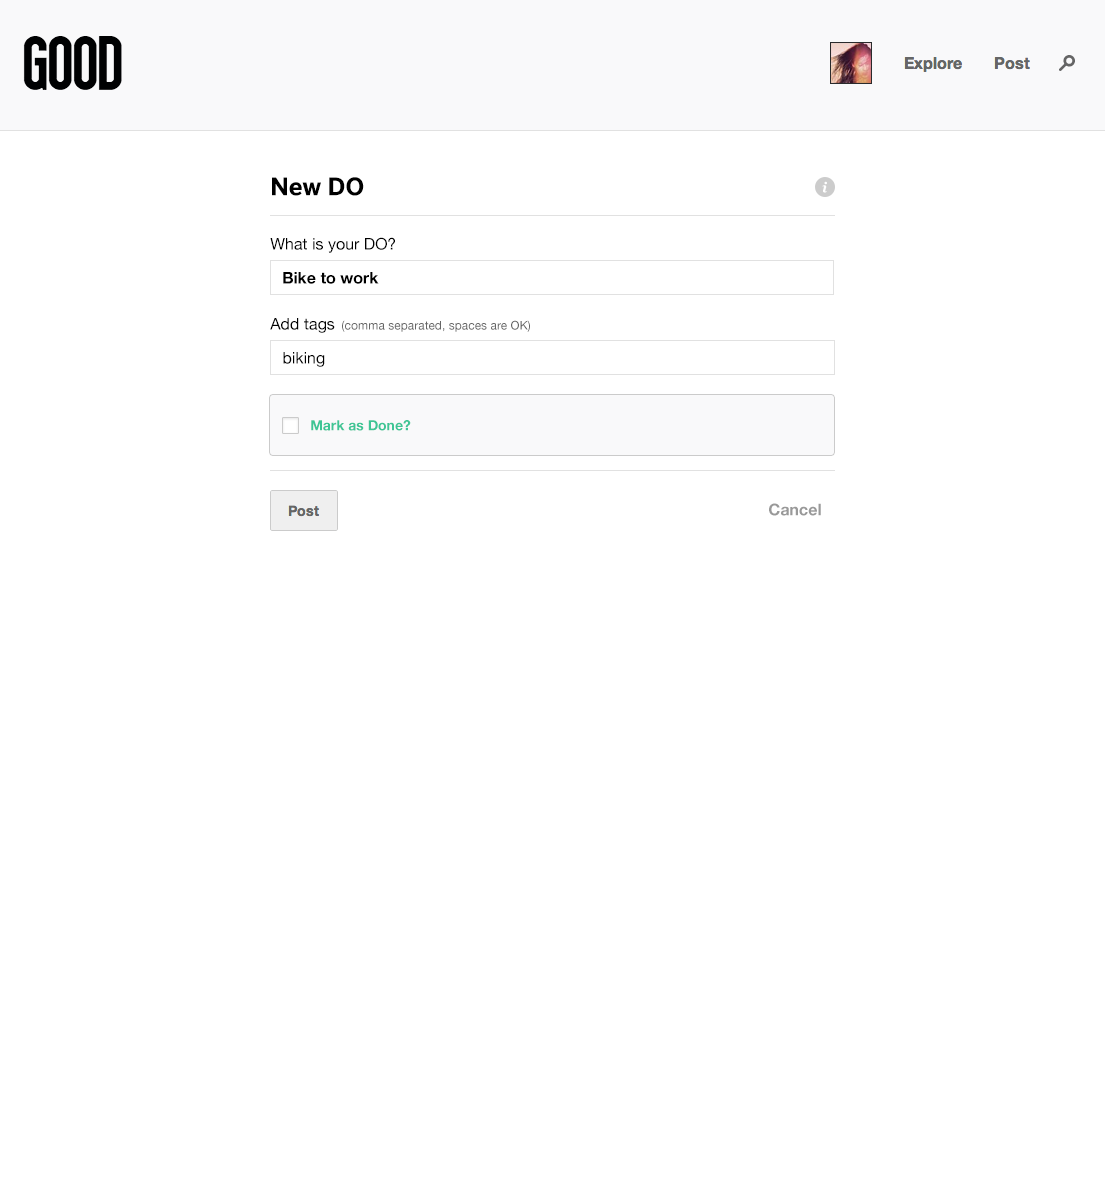 GOOD
Explore Post
New DO
i
What is your DO?
Bike to work
Add tags (comma separated, spaces are OK)
biking
Mark as Done?
Post Cancel